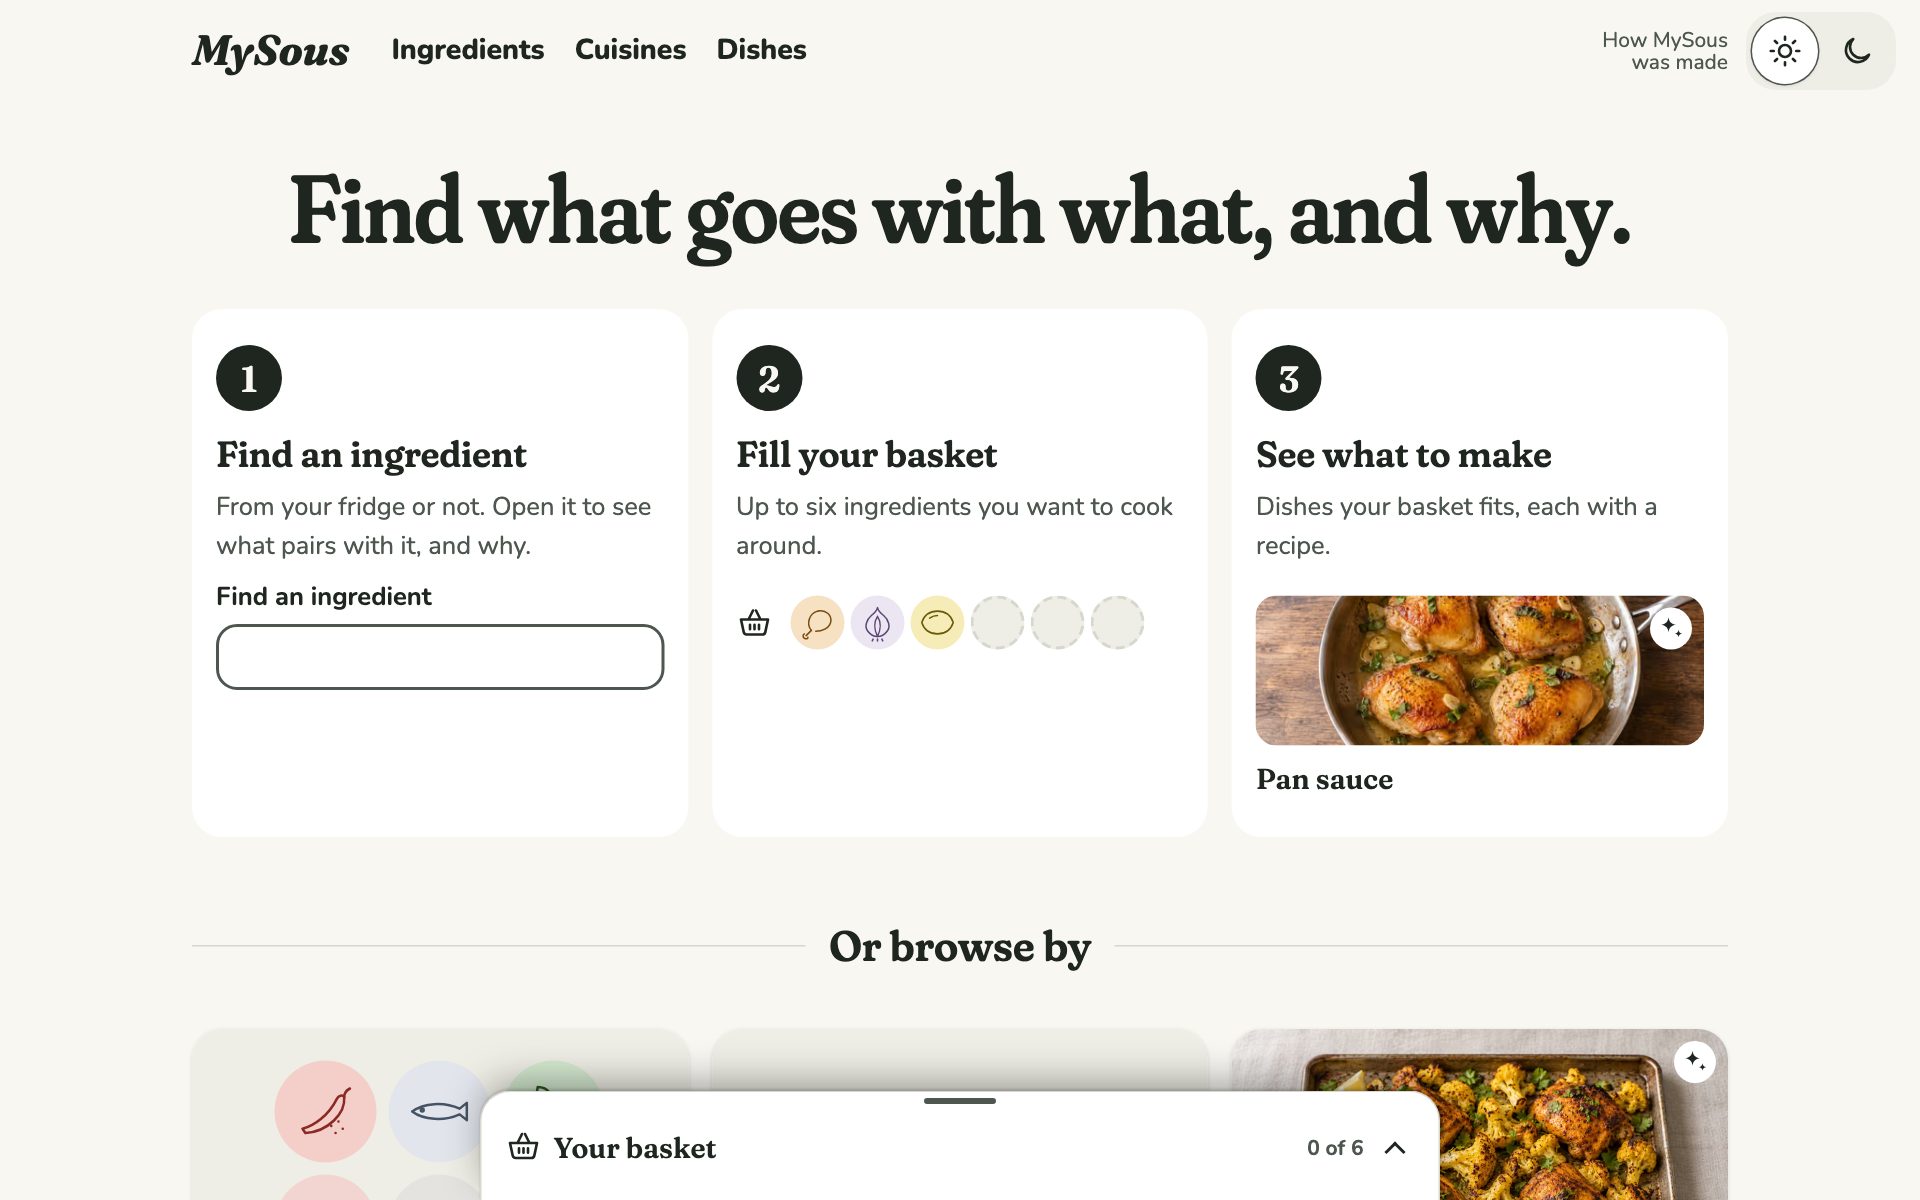 MySous
Ingredients
Cuisines
Dishes
How MySous
was made
Find what goes with what, and why.
1
Find an ingredient
From your fridge or not. Open it to see
what pairs with it, and why.
Find an ingredient
2
Fill your basket
Up to six ingredients you want to cook
around.
3
See what to make
Dishes your basket fits, each with a
recipe.
Pan sauce
Or browse by
Your basket
0 of 6